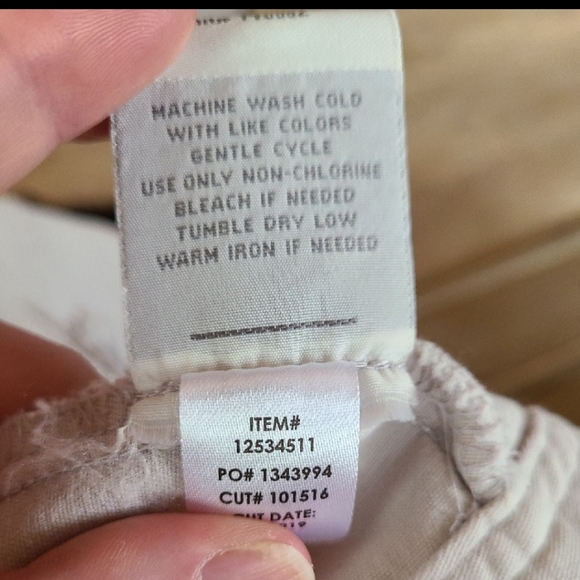 MACHINE WASH COLD
WITH LIKE COLORS
GENTLE CYCLE
USE ONLY NON-CHLORINE
BLEACH IF NEEDED
TUMBLE DRY LOW
WARM IRON IF NEEDED
ITEM#
12534511
PO# 1343994
CUT# 101516
DATE: